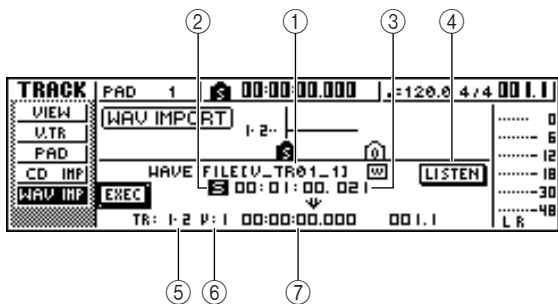 ② ① ③ ④
TRACK PAD 1 S 00:00:00.000 ♩=120.0 4/4 001.1
VIEW
V.TR
PAD
CD IMP
WAV IMP
WAV IMPORT
1·2··
S 0
WAVE FILE[V_TR01_1] W
LISTEN
EXEC
S 00:01:00.021
TR: 1·2 V:1 00:00:00.000 001.1
0
6
12
18
30
48
L R
⑤ ⑥ ⑦